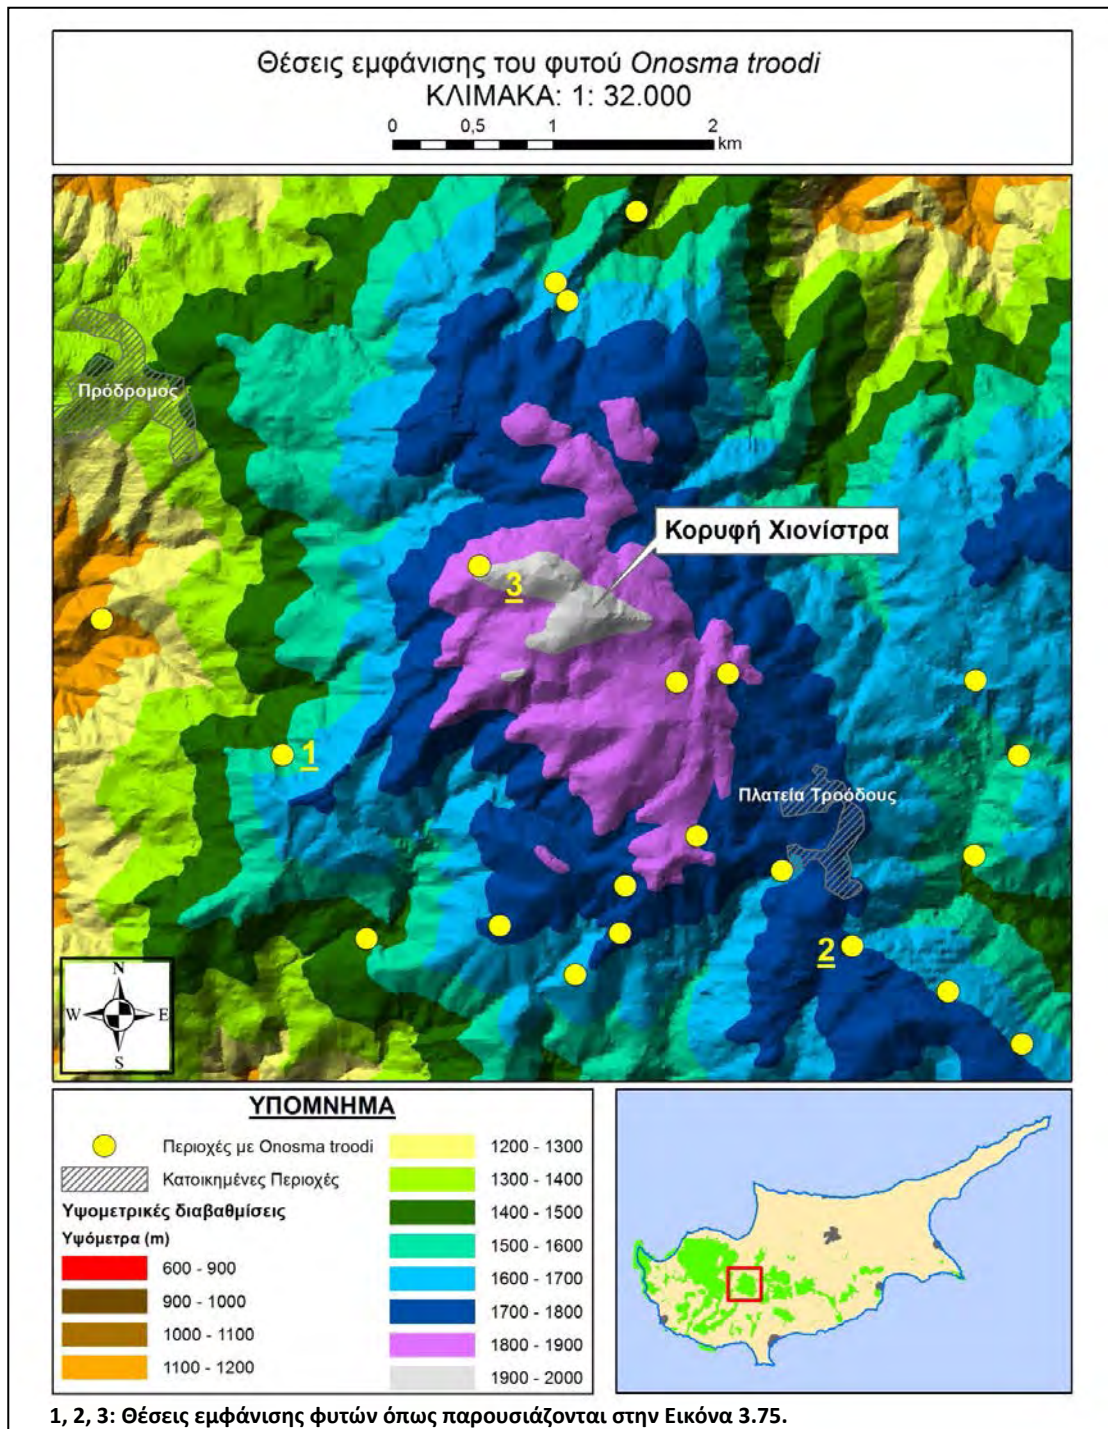 Θέσεις εμφάνισης του φυτού Onosma troodi
ΚΛΙΜΑΚΑ: 1: 32.000
0 0,5 1 2
km
Πρόδρομος
Κορυφή Χιονίστρα
3
1
Πλατεία Τροόδους
2
N
W E
S
ΥΠΟΜΝΗΜΑ
Περιοχές με Onosma troodi
Κατοικημένες Περιοχές
Υψομετρικές διαβαθμίσεις
Υψόμετρα (m)
600 - 900
900 - 1000
1000 - 1100
1100 - 1200
1200 - 1300
1300 - 1400
1400 - 1500
1500 - 1600
1600 - 1700
1700 - 1800
1800 - 1900
1900 - 2000
1, 2, 3: Θέσεις εμφάνισης φυτών όπως παρουσιάζονται στην Εικόνα 3.75.